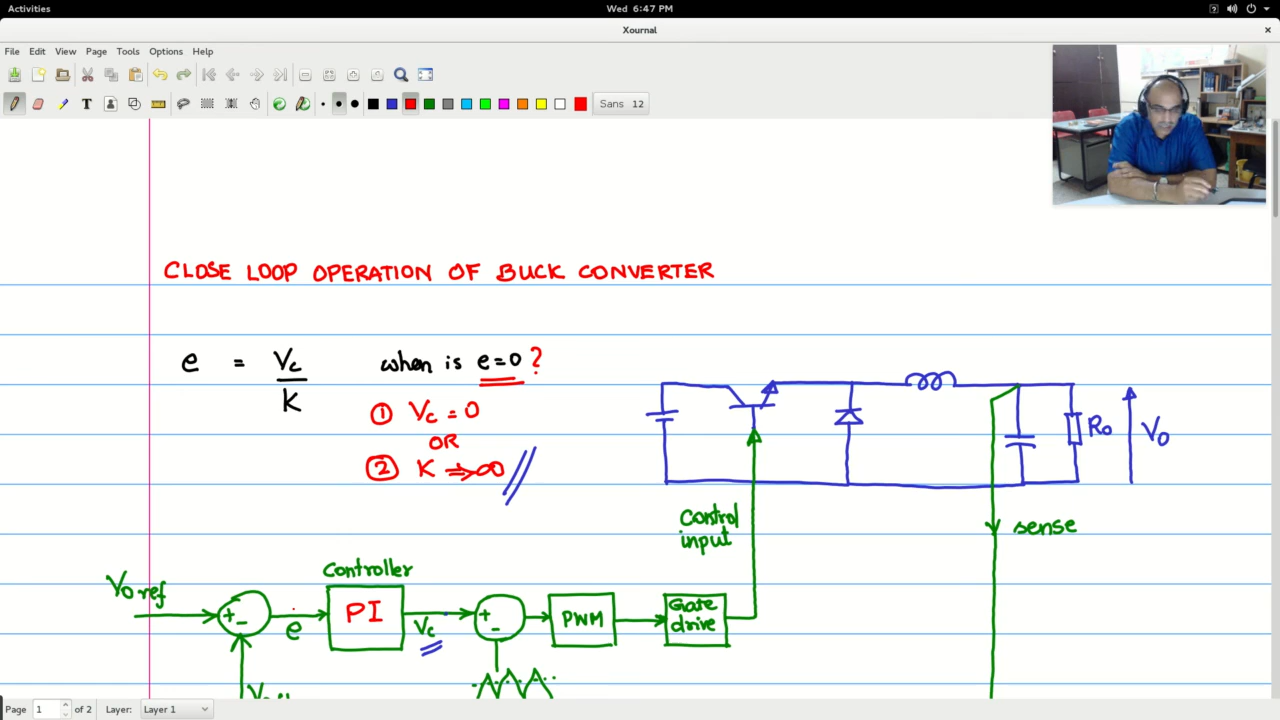 Activities
Wed 6:47 PM
Xournal
File Edit View Page Tools Options Help
Sans 12
CLOSE LOOP OPERATION OF BUCK CONVERTER
e = Vc / K
when is e=0 ?
① Vc = 0
OR
② K ⇒ ∞
Ro
Vo
Control
input
sense
Controller
Vo ref
+
-
e
PI
Vc
+
-
PWM
Gate
drive
Page 1 of 2 Layer: Layer 1